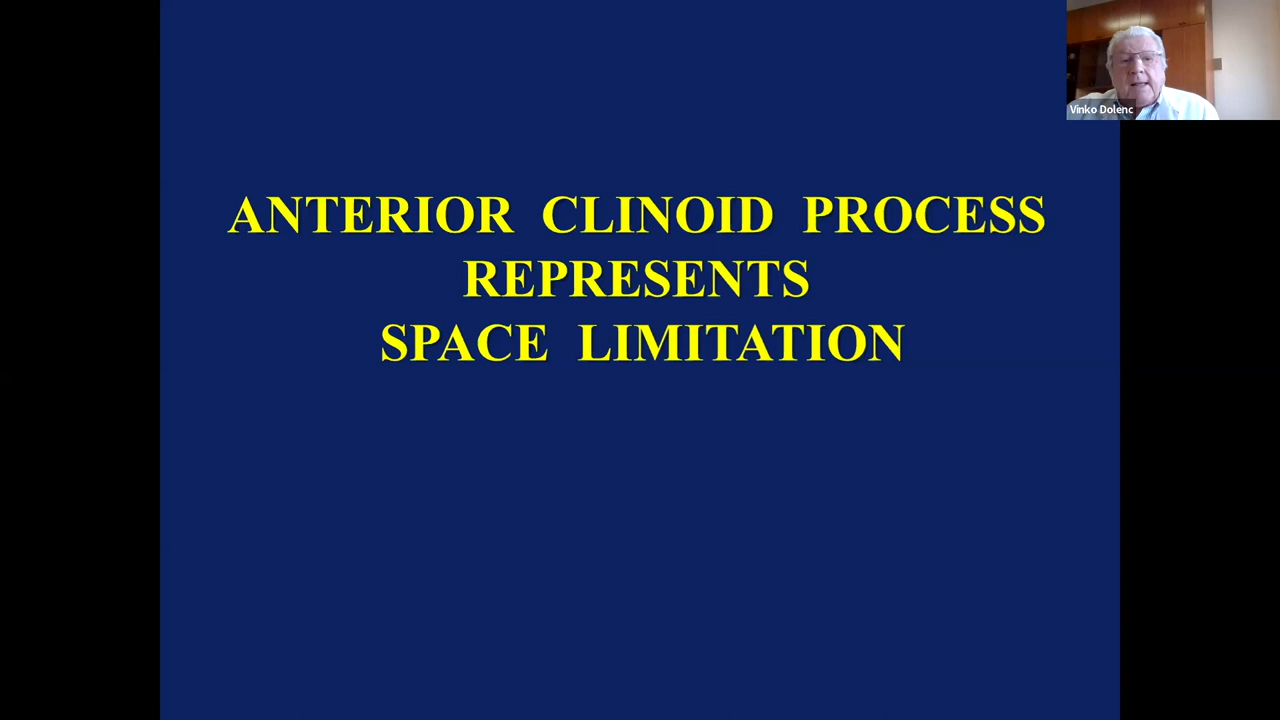 Vinko Dolenc
ANTERIOR CLINOID PROCESS
REPRESENTS
SPACE LIMITATION